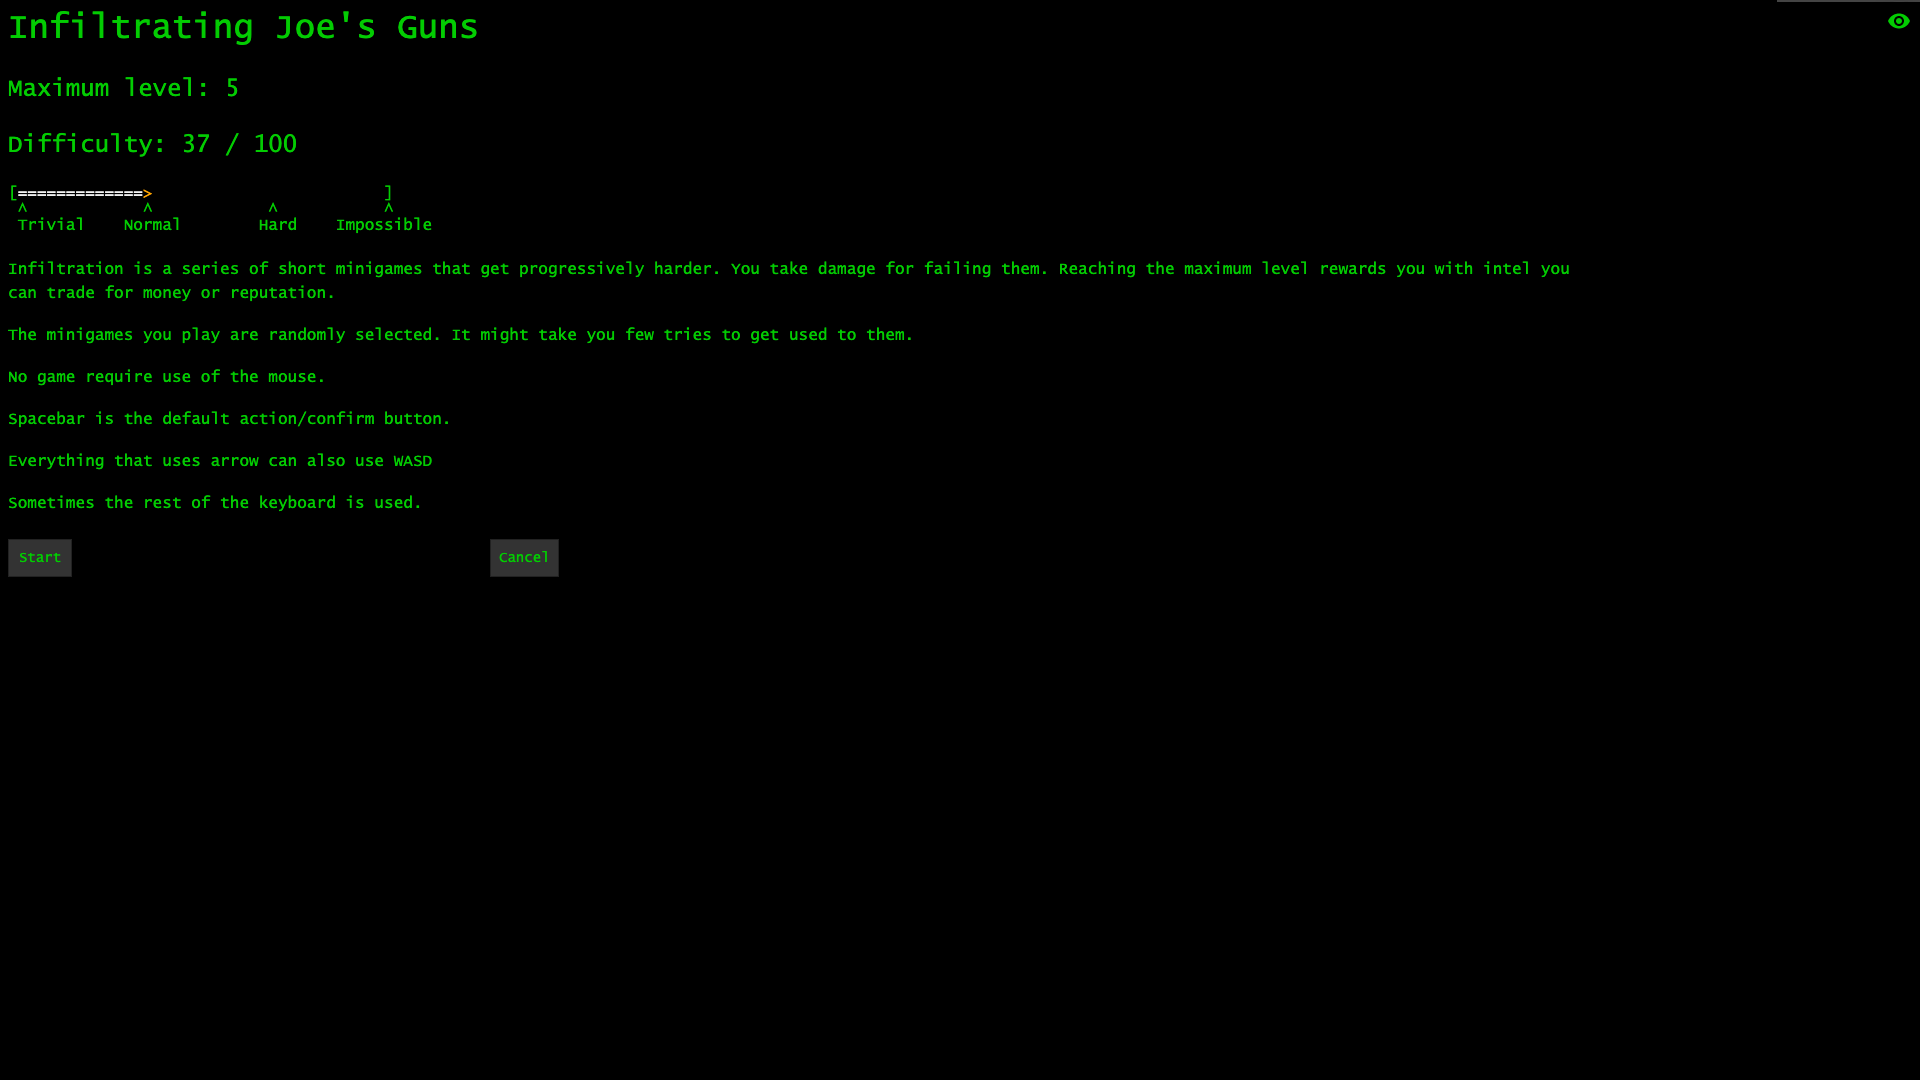 Infiltrating Joe's Guns
Maximum level: 5
Difficulty: 37 / 100
[=============>                        ]
^            ^            ^           ^
Trivial    Normal        Hard    Impossible
Infiltration is a series of short minigames that get progressively harder. You take damage for failing them. Reaching the maximum level rewards you with intel you
can trade for money or reputation.
The minigames you play are randomly selected. It might take you few tries to get used to them.
No game require use of the mouse.
Spacebar is the default action/confirm button.
Everything that uses arrow can also use WASD
Sometimes the rest of the keyboard is used.
Start Cancel